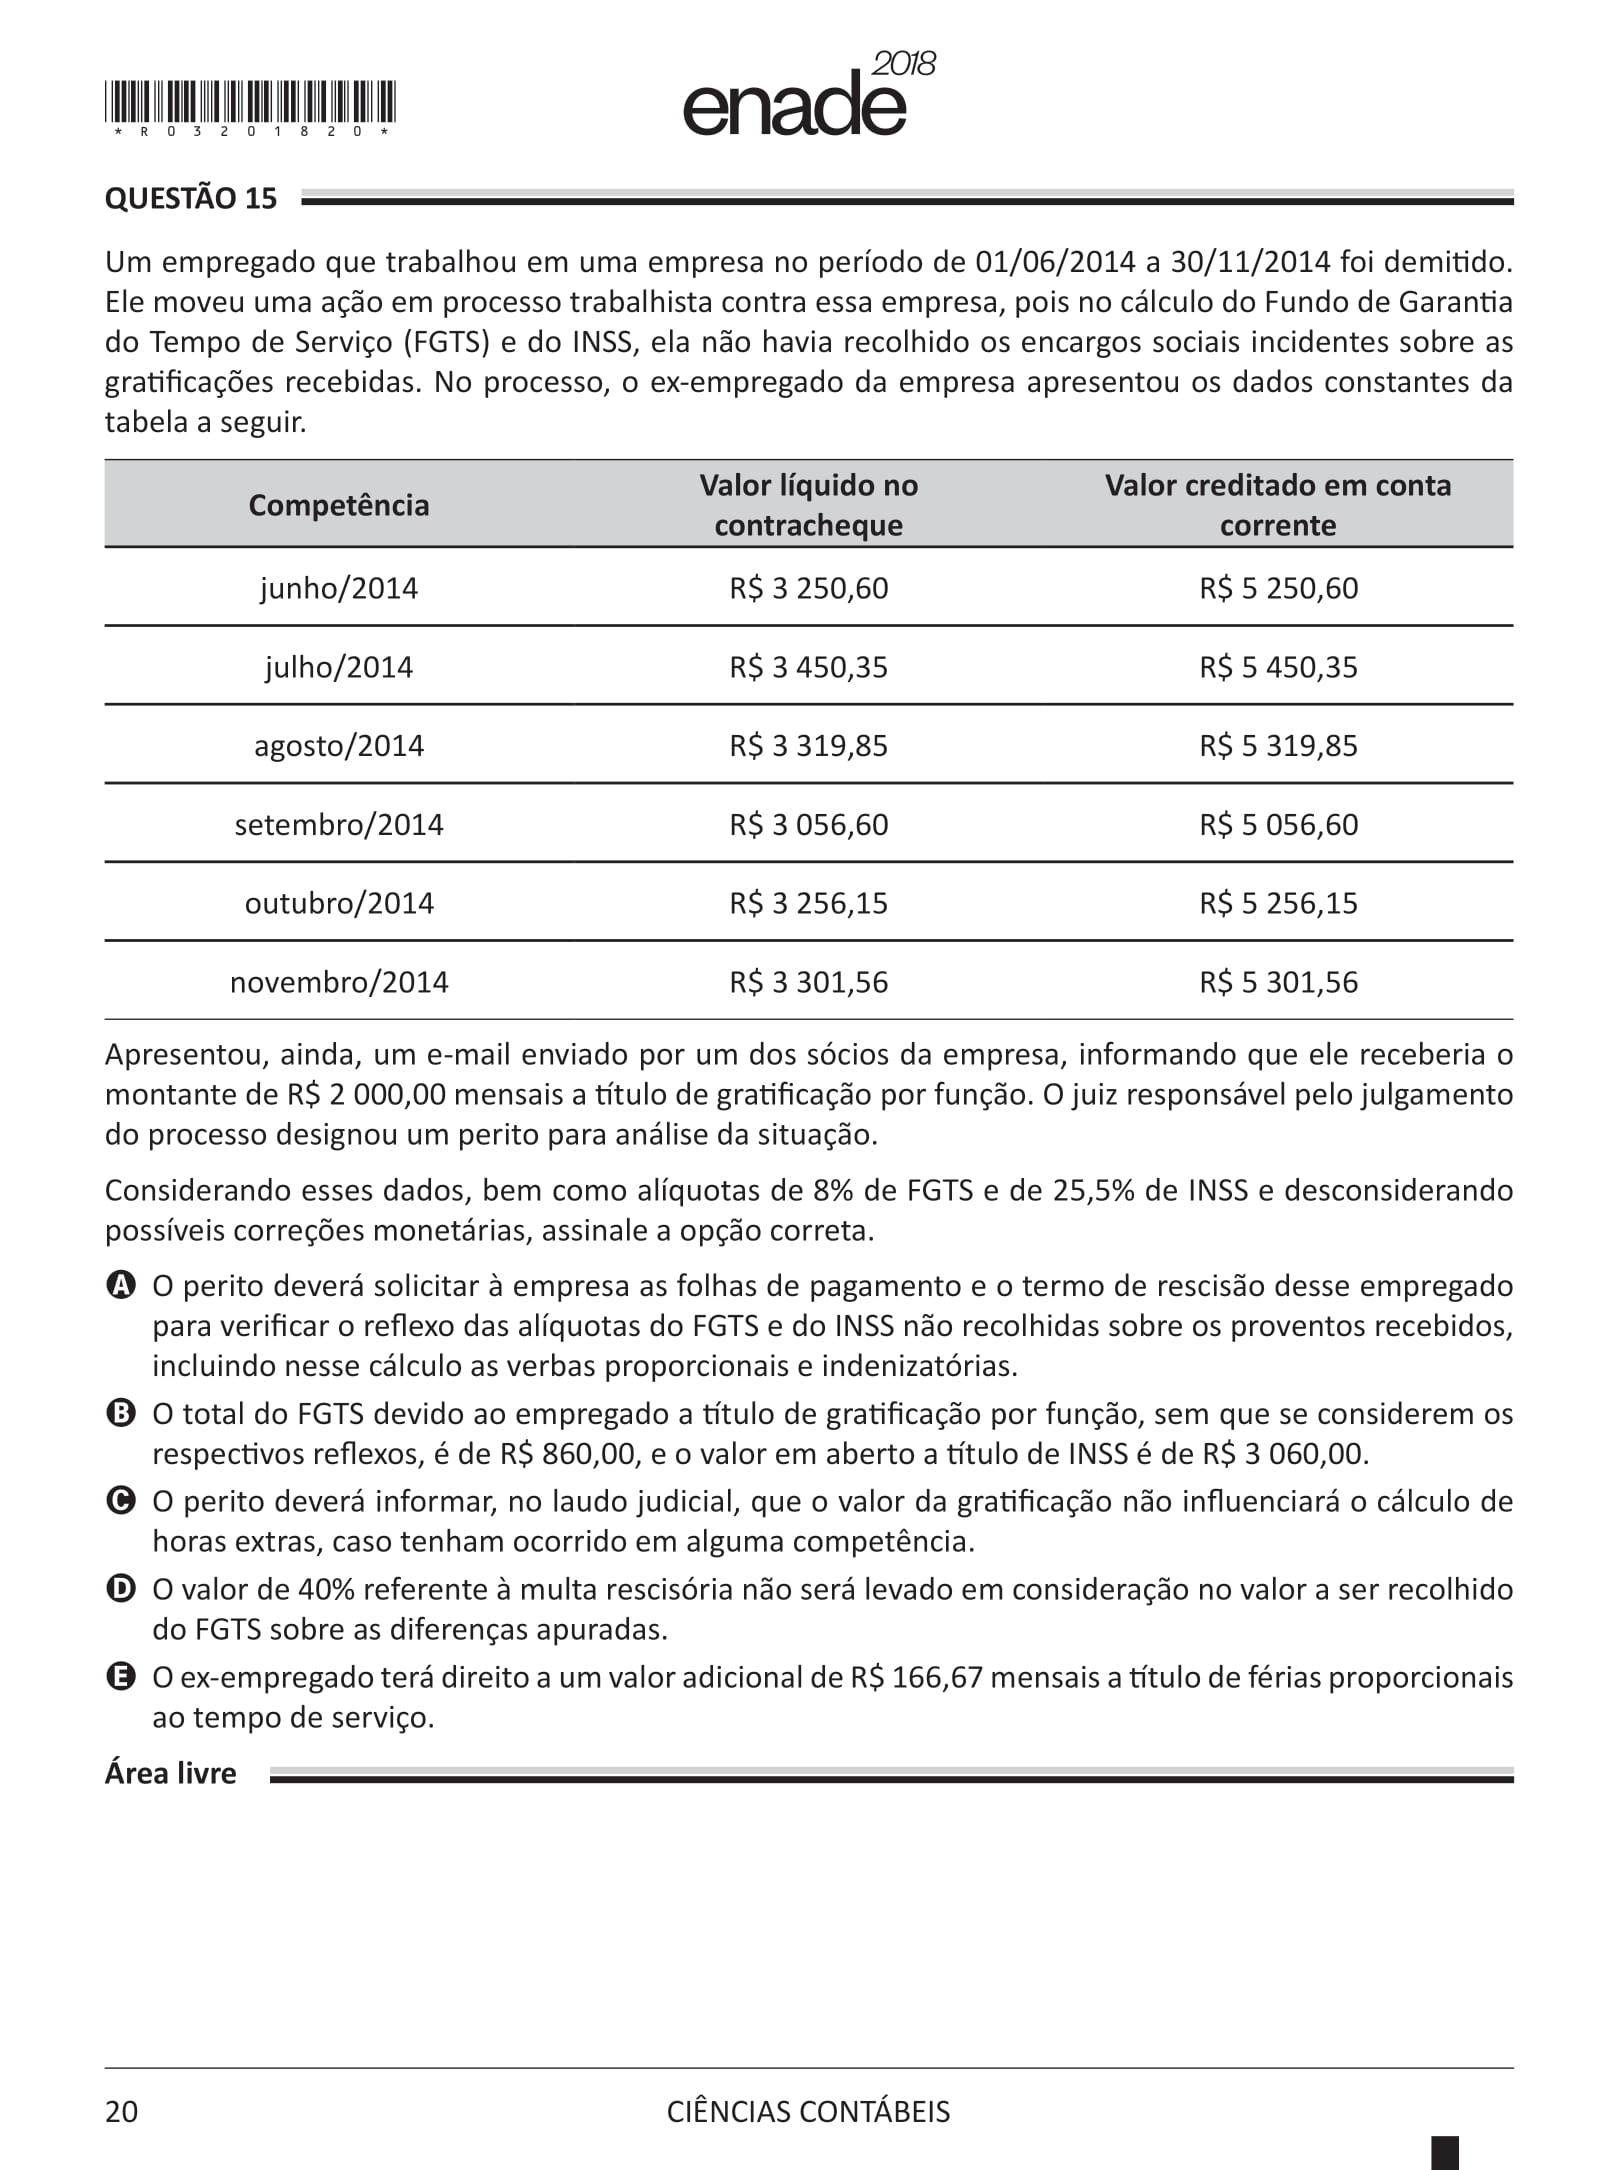 *R03201820*
enade 2018
QUESTÃO 15
Um empregado que trabalhou em uma empresa no período de 01/06/2014 a 30/11/2014 foi demitido.
Ele moveu uma ação em processo trabalhista contra essa empresa, pois no cálculo do Fundo de Garantia
do Tempo de Serviço (FGTS) e do INSS, ela não havia recolhido os encargos sociais incidentes sobre as
gratificações recebidas. No processo, o ex-empregado da empresa apresentou os dados constantes da
tabela a seguir.
Competência Valor líquido no contracheque Valor creditado em conta corrente
junho/2014 R$ 3 250,60 R$ 5 250,60
julho/2014 R$ 3 450,35 R$ 5 450,35
agosto/2014 R$ 3 319,85 R$ 5 319,85
setembro/2014 R$ 3 056,60 R$ 5 056,60
outubro/2014 R$ 3 256,15 R$ 5 256,15
novembro/2014 R$ 3 301,56 R$ 5 301,56
Apresentou, ainda, um e-mail enviado por um dos sócios da empresa, informando que ele receberia o
montante de R$ 2 000,00 mensais a título de gratificação por função. O juiz responsável pelo julgamento
do processo designou um perito para análise da situação.
Considerando esses dados, bem como alíquotas de 8% de FGTS e de 25,5% de INSS e desconsiderando
possíveis correções monetárias, assinale a opção correta.
A O perito deverá solicitar à empresa as folhas de pagamento e o termo de rescisão desse empregado
para verificar o reflexo das alíquotas do FGTS e do INSS não recolhidas sobre os proventos recebidos,
incluindo nesse cálculo as verbas proporcionais e indenizatórias.
B O total do FGTS devido ao empregado a título de gratificação por função, sem que se considerem os
respectivos reflexos, é de R$ 860,00, e o valor em aberto a título de INSS é de R$ 3 060,00.
C O perito deverá informar, no laudo judicial, que o valor da gratificação não influenciará o cálculo de
horas extras, caso tenham ocorrido em alguma competência.
D O valor de 40% referente à multa rescisória não será levado em consideração no valor a ser recolhido
do FGTS sobre as diferenças apuradas.
E O ex-empregado terá direito a um valor adicional de R$ 166,67 mensais a título de férias proporcionais
ao tempo de serviço.
Área livre
20
CIÊNCIAS CONTÁBEIS